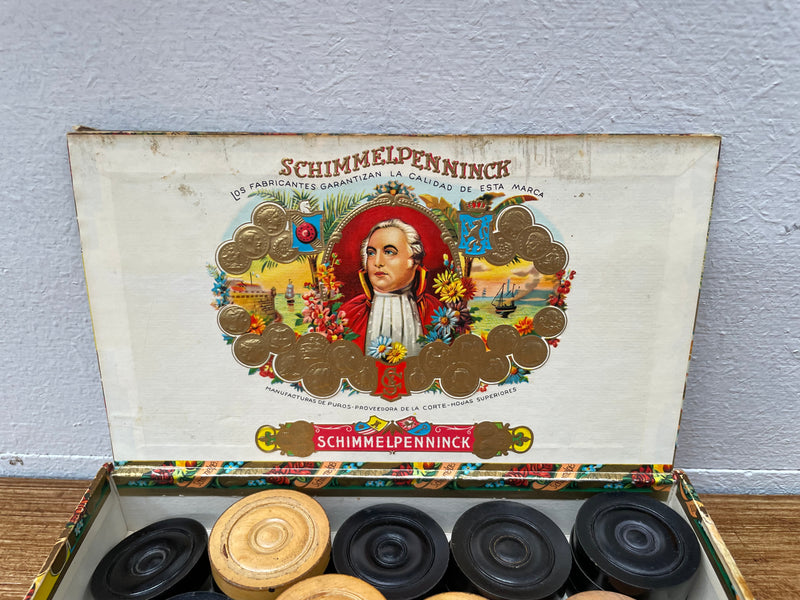 SCHIMMELPENNINCK
LOS FABRICANTES GARANTIZAN LA CALIDAD DE ESTA MARCA
MANUFACTURAS DE PUROS-PROVEEDORA DE LA CORTE-HOJAS SUPERIORES
SCHIMMELPENNINCK